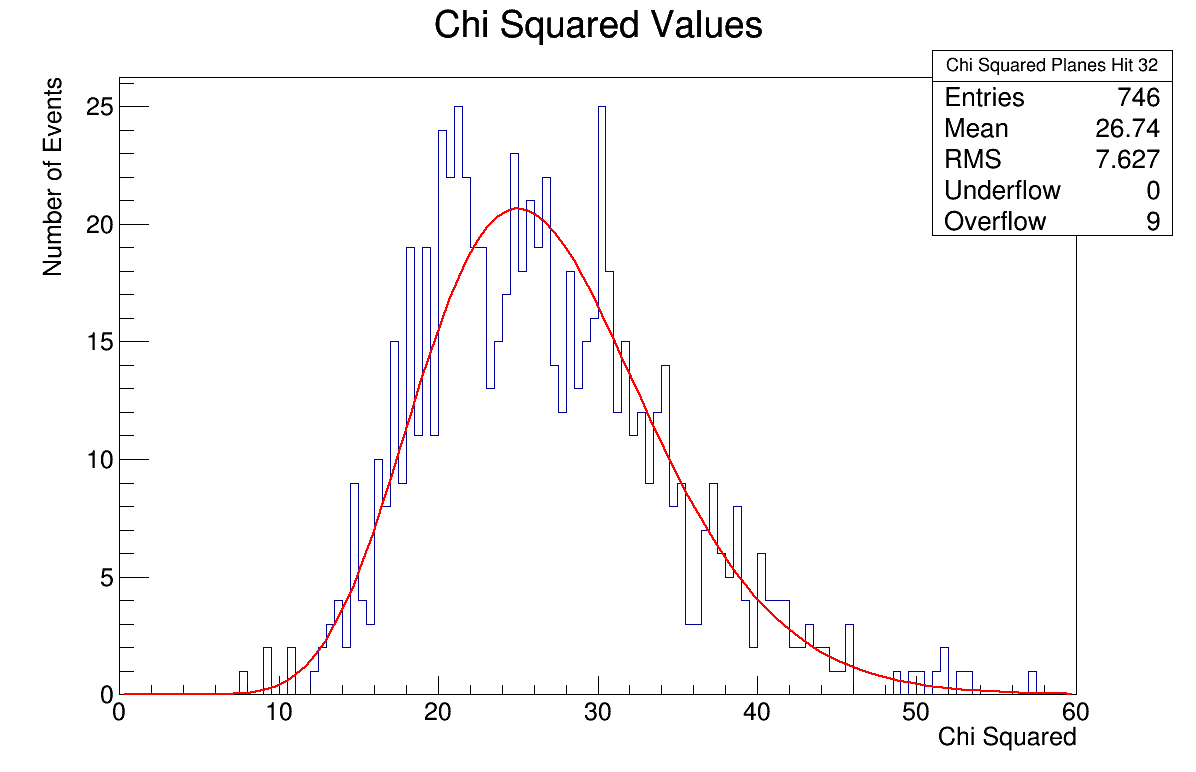 Chi Squared Values
Chi Squared Planes Hit 32
Entries 746
Mean 26.74
RMS 7.627
Underflow 0
Overflow 9
Number of Events
25
20
15
10
5
0
0 10 20 30 40 50 60
Chi Squared